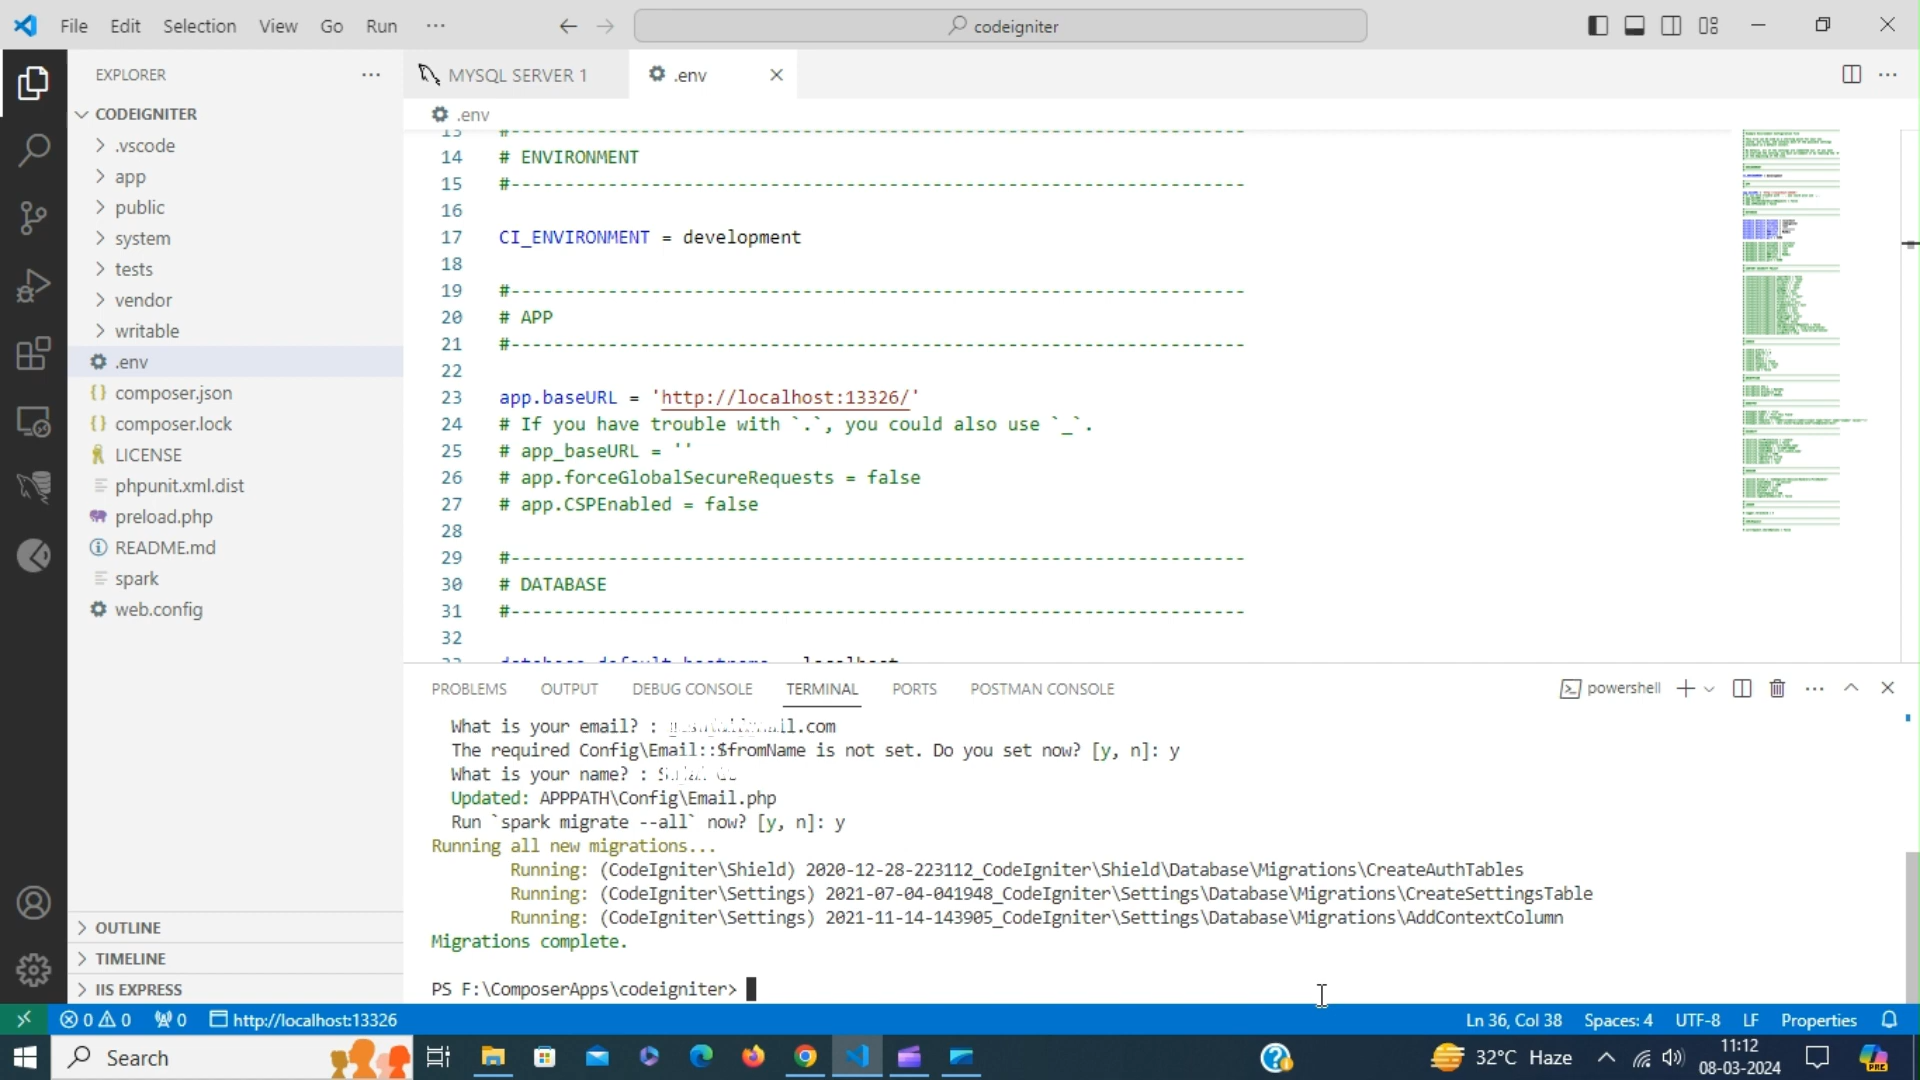 File Edit Selection View Go Run ··· codeigniter
EXPLORER ···
CODEIGNITER
.vscode
app
public
system
tests
vendor
writable
.env
composer.json
composer.lock
LICENSE
phpunit.xml.dist
preload.php
README.md
spark
web.config
OUTLINE
TIMELINE
IIS EXPRESS
MYSQL SERVER 1 .env
.env
13 #---------------------------------------------------------------------
14 # ENVIRONMENT
15 #---------------------------------------------------------------------
16
17 CI_ENVIRONMENT = development
18
19 #---------------------------------------------------------------------
20 # APP
21 #---------------------------------------------------------------------
22
23 app.baseURL = 'http://localhost:13326/'
24 # If you have trouble with `.`, you could also use `_`.
25 # app_baseURL = ''
26 # app.forceGlobalSecureRequests = false
27 # app.CSPEnabled = false
28
29 #---------------------------------------------------------------------
30 # DATABASE
31 #---------------------------------------------------------------------
32
33 database.default.hostname = localhost
PROBLEMS OUTPUT DEBUG CONSOLE TERMINAL PORTS POSTMAN CONSOLE powershell
What is your email? :
The required Config\Email::$fromName is not set. Do you set now? [y, n]: y
What is your name? :
Updated: APPPATH\Config\Email.php
Run `spark migrate --all` now? [y, n]: y
Running all new migrations...
Running: (CodeIgniter\Shield) 2020-12-28-223112_CodeIgniter\Shield\Database\Migrations\CreateAuthTables
Running: (CodeIgniter\Settings) 2021-07-04-041948_CodeIgniter\Settings\Database\Migrations\CreateSettingsTable
Running: (CodeIgniter\Settings) 2021-11-14-143905_CodeIgniter\Settings\Database\Migrations\AddContextColumn
Migrations complete.
PS F:\ComposerApps\codeigniter>
0 0 0 http://localhost:13326 Ln 36, Col 38 Spaces: 4 UTF-8 LF Properties
Search 32°C Haze 11:12
08-03-2024
PRE